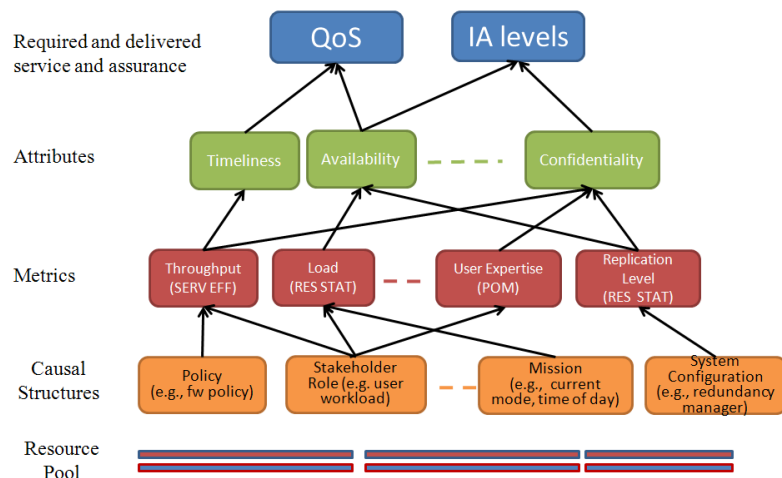 Required and delivered
service and assurance
QoS
IA levels
Attributes
Timeliness
Availability
Confidentiality
Metrics
Throughput
(SERV EFF)
Load
(RES STAT)
User Expertise
(POM)
Replication
Level
(RES STAT)
Causal
Structures
Policy
(e.g., fw policy)
Stakeholder
Role (e.g. user
workload)
Mission
(e.g., current
mode, time of day)
System
Configuration
(e.g., redundancy
manager)
Resource
Pool